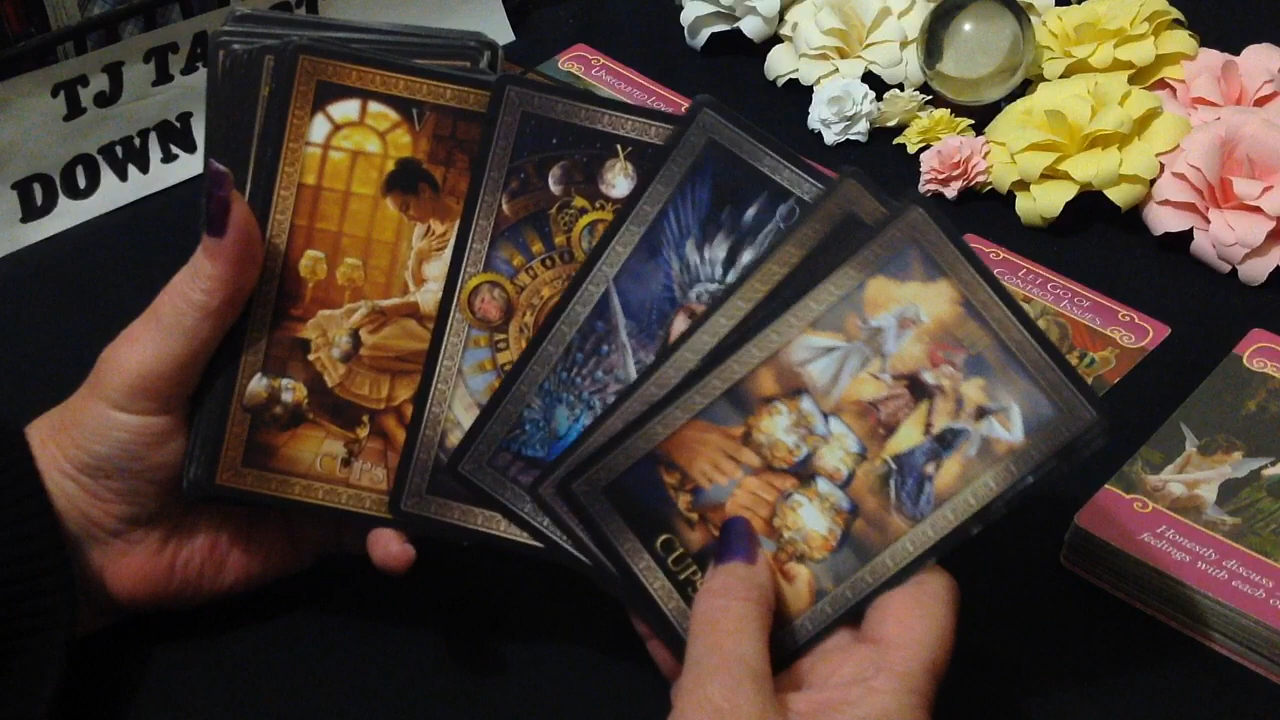 TJ TA
DOWN
UNREQUITED LOVE
V
CUPS
CUPS
LET GO OF
CONTROL ISSUES
Honestly discuss
feelings with each o